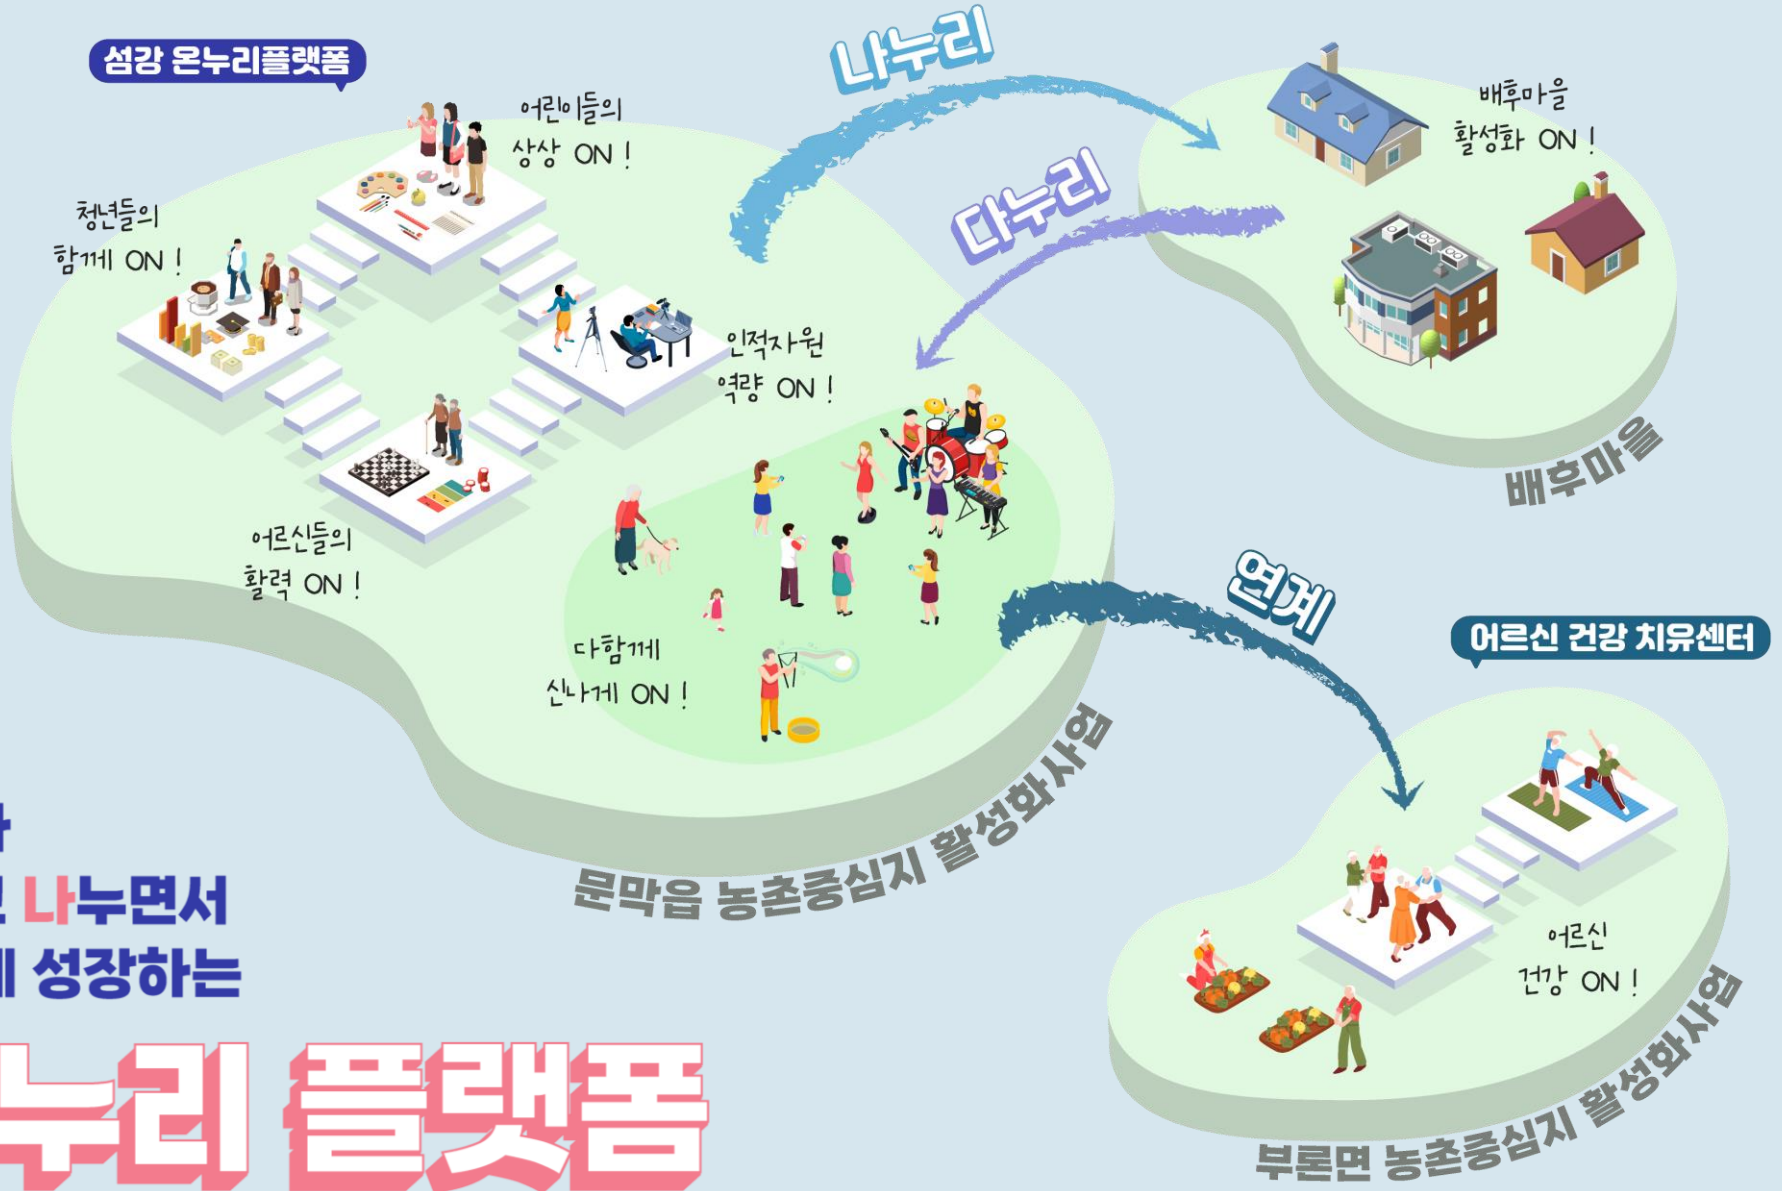 섬강 온누리플랫폼
어린이들의
상상 ON !
청년들의
함께 ON !
인적자원
역량 ON !
어르신들의
활력 ON !
다함께
신나게 ON !
문막읍 농촌중심지 활성화사업
나누리
다누리
배후마을
활성화 ON !
배후마을
연계
어르신 건강 치유센터
어르신
건강 ON !
부론면 농촌중심지 활성화사업
나누면서
성장하는
누리 플랫폼